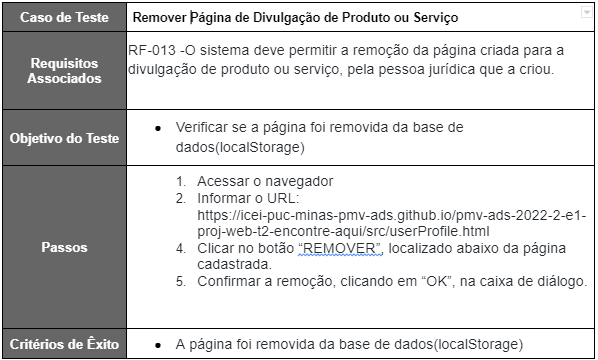 Caso de Teste
Remover Página de Divulgação de Produto ou Serviço
Requisitos
Associados
RF-013 -O sistema deve permitir a remoção da página criada para a
divulgação de produto ou serviço, pela pessoa jurídica que a criou.
Objetivo do Teste
● Verificar se a página foi removida da base de
dados(localStorage)
Passos
1. Acessar o navegador
2. Informar o URL:
https://icei-puc-minas-pmv-ads.github.io/pmv-ads-2022-2-e1-
proj-web-t2-encontre-aqui/src/userProfile.html
4. Clicar no botão “REMOVER”, localizado abaixo da página
cadastrada.
5. Confirmar a remoção, clicando em “OK”, na caixa de diálogo.
Critérios de Êxito
● A página foi removida da base de dados(localStorage)